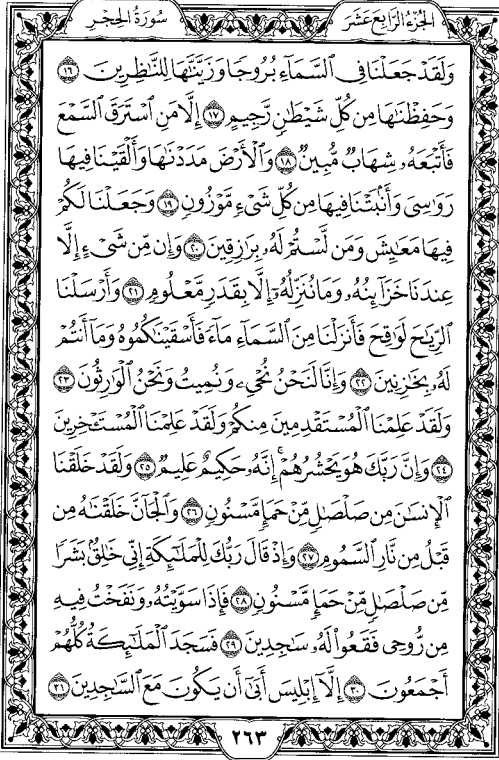 الجزء الرابع عشر سورة الحجر
وَلَقَدْ جَعَلْنَا فِي السَّمَآءِ بُرُوجًا وَزَيَّنَّٰهَا لِلنَّٰظِرِينَ ١٦
وَحَفِظْنَٰهَا مِن كُلِّ شَيْطَٰنٍ رَّجِيمٍ ١٧ إِلَّا مَنِ ٱسْتَرَقَ ٱلسَّمْعَ
فَأَتْبَعَهُۥ شِهَابٌ مُّبِينٌ ١٨ وَٱلْأَرْضَ مَدَدْنَٰهَا وَأَلْقَيْنَا فِيهَا
رَوَٰسِيَ وَأَنۢبَتْنَا فِيهَا مِن كُلِّ شَيْءٍ مَّوْزُونٍ ١٩ وَجَعَلْنَا لَكُمْ
فِيهَا مَعَٰيِشَ وَمَن لَّسْتُمْ لَهُۥ بِرَٰزِقِينَ ٢٠ وَإِن مِّن شَيْءٍ إِلَّا
عِندَنَا خَزَآئِنُهُۥ وَمَا نُنَزِّلُهُۥٓ إِلَّا بِقَدَرٍ مَّعْلُومٍ ٢١ وَأَرْسَلْنَا
ٱلرِّيَٰحَ لَوَٰقِحَ فَأَنزَلْنَا مِنَ ٱلسَّمَآءِ مَآءً فَأَسْقَيْنَٰكُمُوهُ وَمَآ أَنتُمْ
لَهُۥ بِخَٰزِنِينَ ٢٢ وَإِنَّا لَنَحْنُ نُحْيِۦ وَنُمِيتُ وَنَحْنُ ٱلْوَٰرِثُونَ ٢٣
وَلَقَدْ عَلِمْنَا ٱلْمُسْتَقْدِمِينَ مِنكُمْ وَلَقَدْ عَلِمْنَا ٱلْمُسْتَـْٔخِرِينَ
٢٤ وَإِنَّ رَبَّكَ هُوَ يَحْشُرُهُمْ ۚ إِنَّهُۥ حَكِيمٌ عَلِيمٌ ٢٥ وَلَقَدْ خَلَقْنَا
ٱلْإِنسَٰنَ مِن صَلْصَٰلٍ مِّنْ حَمَإٍ مَّسْنُونٍ ٢٦ وَٱلْجَآنَّ خَلَقْنَٰهُ مِن
قَبْلُ مِن نَّارِ ٱلسَّمُومِ ٢٧ وَإِذْ قَالَ رَبُّكَ لِلْمَلَٰٓئِكَةِ إِنِّي خَٰلِقٌۢ بَشَرًا
مِّن صَلْصَٰلٍ مِّنْ حَمَإٍ مَّسْنُونٍ ٢٨ فَإِذَا سَوَّيْتُهُۥ وَنَفَخْتُ فِيهِ
مِن رُّوحِي فَقَعُوا۟ لَهُۥ سَٰجِدِينَ ٢٩ فَسَجَدَ ٱلْمَلَٰٓئِكَةُ كُلُّهُمْ
أَجْمَعُونَ ٣٠ إِلَّآ إِبْلِيسَ أَبَىٰٓ أَن يَكُونَ مَعَ ٱلسَّٰجِدِينَ ٣١
٢٦٣